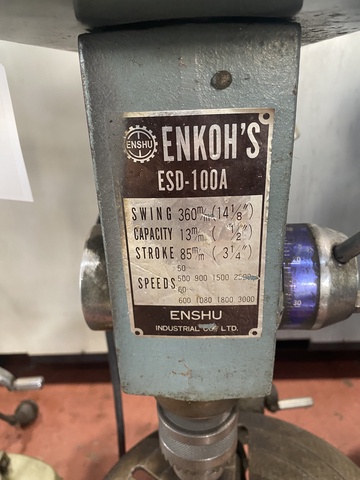 ENSHU
ENKOH'S
ESD-100A
SWING 360m/m (14 1/8")
CAPACITY 13m/m ( 1/2")
STROKE 85m/m ( 3 1/4")
50
SPEEDS 500 900 1500 2500
60
600 1080 1800 3000
ENSHU
INDUSTRIAL CO., LTD.